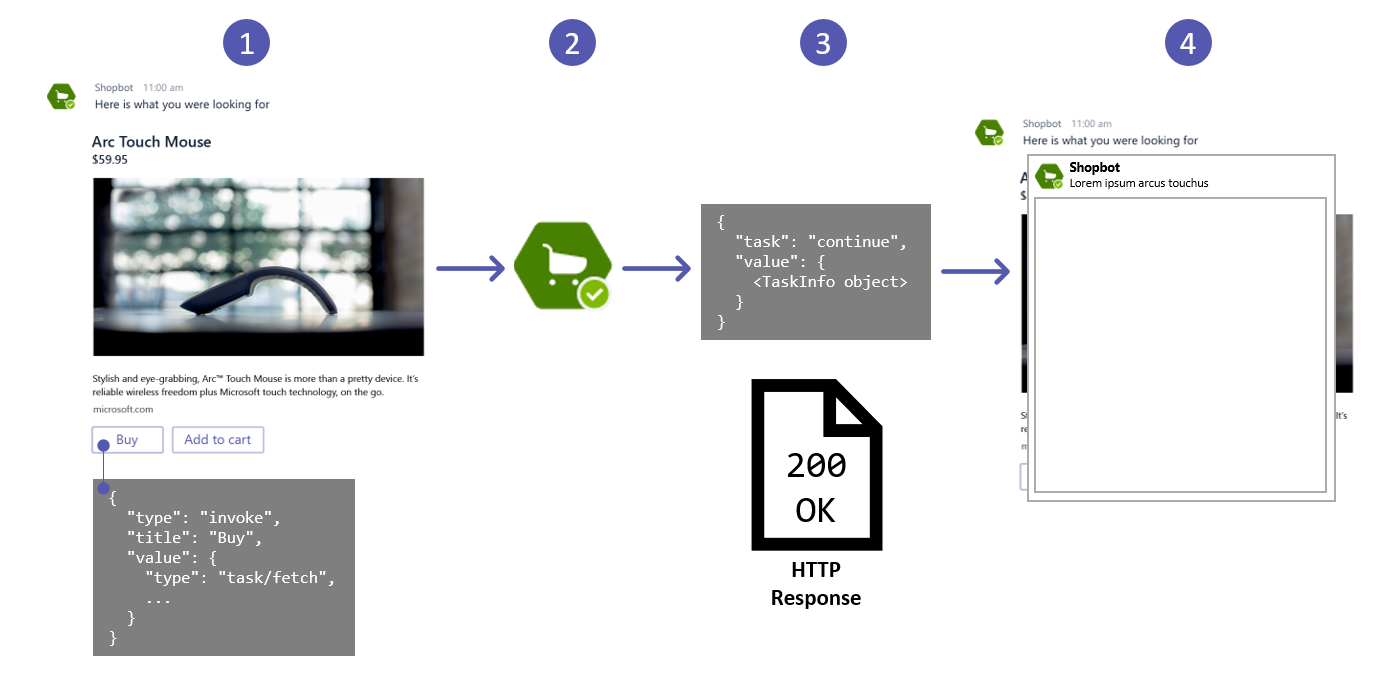 1
2
3
4
Shopbot 11:00 am
Here is what you were looking for
Arc Touch Mouse
$59.95
Stylish and eye-grabbing, Arc™ Touch Mouse is more than a pretty device. It's
reliable wireless freedom plus Microsoft touch technology, on the go.
microsoft.com
Buy
Add to cart
{
"type": "invoke",
"title": "Buy",
"value": {
"type": "task/fetch",
...
}
}
{
"task": "continue",
"value": {
<TaskInfo object>
}
}
200
OK
HTTP
Response
Shopbot 11:00 am
Here is what you were looking for
Shopbot
Lorem ipsum arcus touchus
A
$
St
It's
re
m